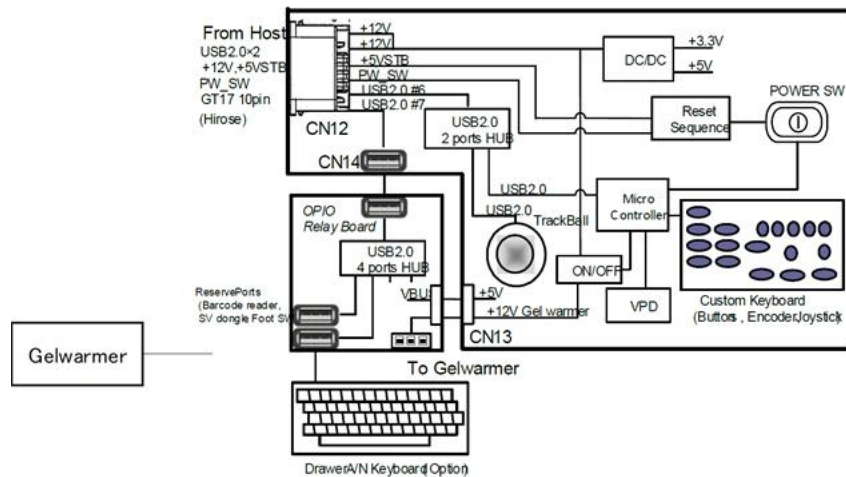 From Host
USB2.0×2
+12V,+5VSTB
PW_SW
GT17 10pin
(Hirose)
CN12
+12V
+12V
+5VSTB
PW_SW
USB2.0 #6
USB2.0 #7
DC/DC
+3.3V
+5V
POWER SW
Reset
Sequence
USB2.0
2 ports HUB
CN14
USB2.0
USB2.0
Micro
Controller
TrackBall
OPIO
Relay Board
USB2.0
4 ports HUB
ON/OFF
VPD
Custom Keyboard
(Buttons, Encoder,Joystick)
ReservePorts
(Barcode reader,
SV dongle Foot SW
VBUS
+5V
+12V Gel warmer
CN13
To Gelwarmer
Gelwarmer
DrawerA/N Keyboard(Option)